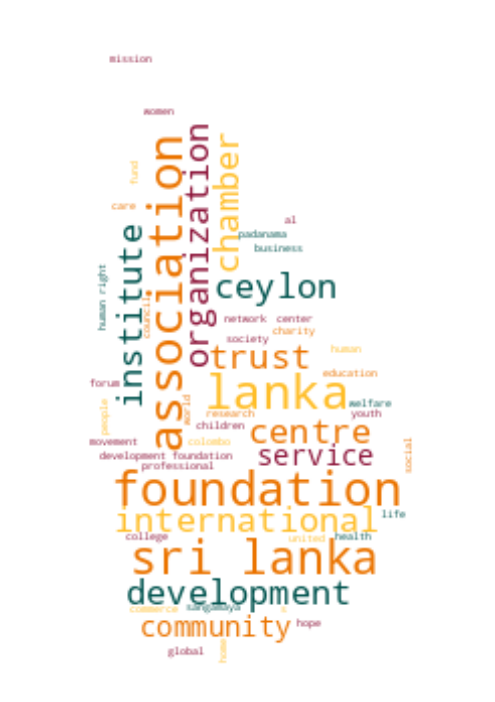 mission
women
association
organization
chamber
fund
care
al
institute
padanama
business
human right
ceylon
council
network
center
charity
society
trust
human
education
forum
lanka
welfare
world
research
youth
people
children
centre
movement
colombo
social
service
development foundation
professional
foundation
international
life
college
united
health
sri lanka
development
commerce
sangamaya
s
community
hope
global
home